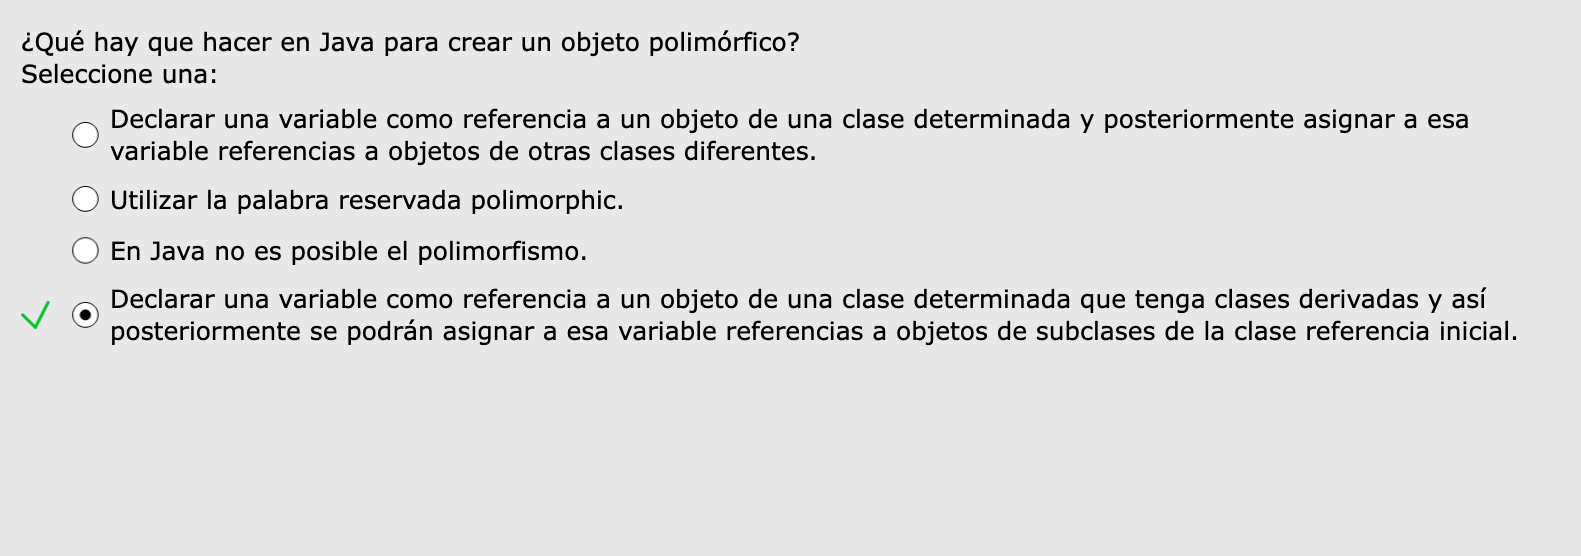 ¿Qué hay que hacer en Java para crear un objeto polimórfico?
Seleccione una:
Declarar una variable como referencia a un objeto de una clase determinada y posteriormente asignar a esa
variable referencias a objetos de otras clases diferentes.
Utilizar la palabra reservada polimorphic.
En Java no es posible el polimorfismo.
Declarar una variable como referencia a un objeto de una clase determinada que tenga clases derivadas y así
posteriormente se podrán asignar a esa variable referencias a objetos de subclases de la clase referencia inicial.